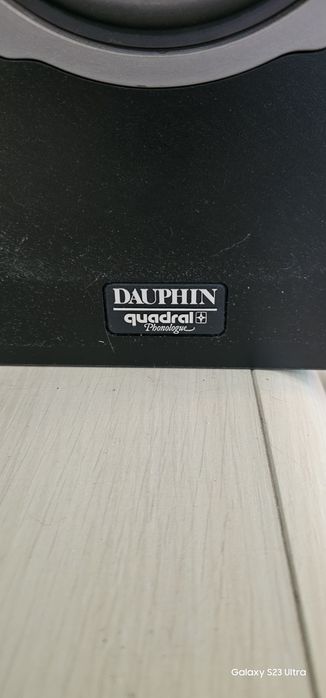 DAUPHIN
quadral
Phonologue
Galaxy S23 Ultra